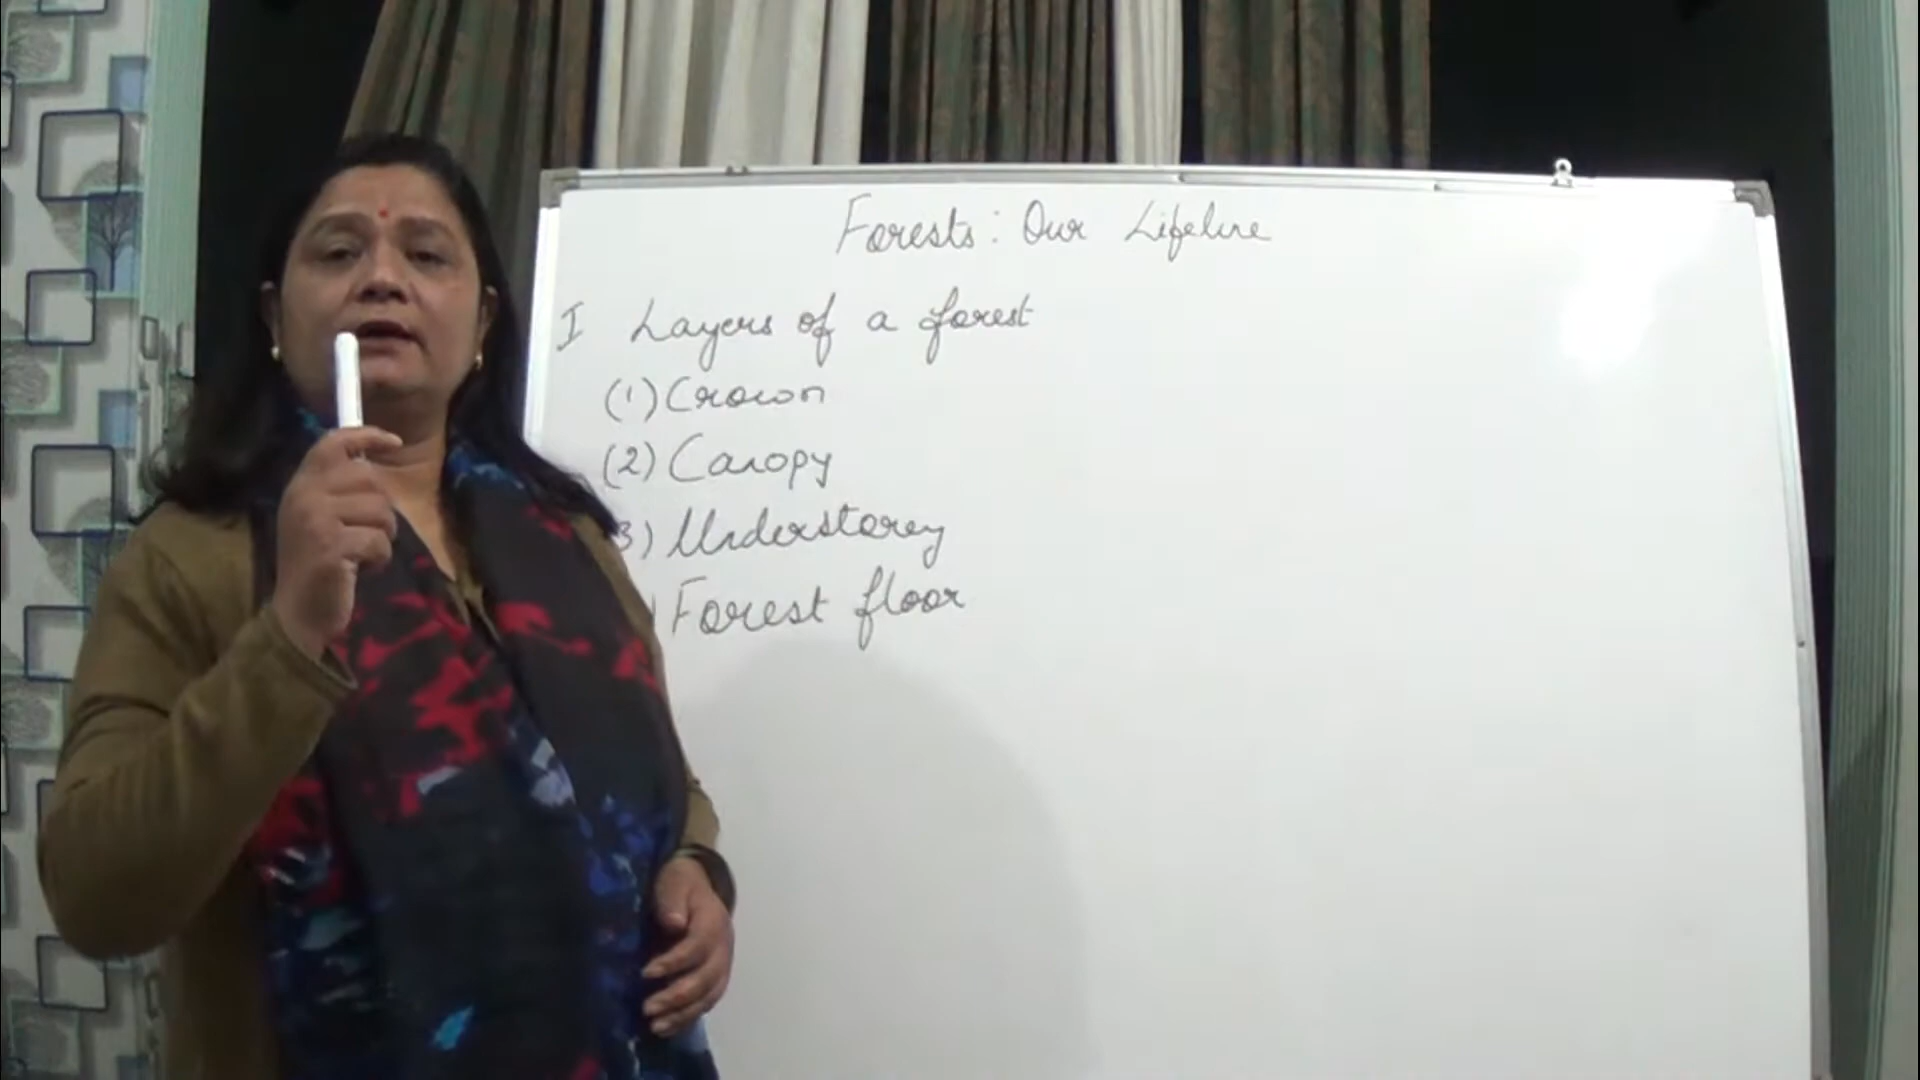 Forests: Our Lifeline
I Layers of a forest
(1) Crown
(2) Canopy
3) Understorey
) Forest floor